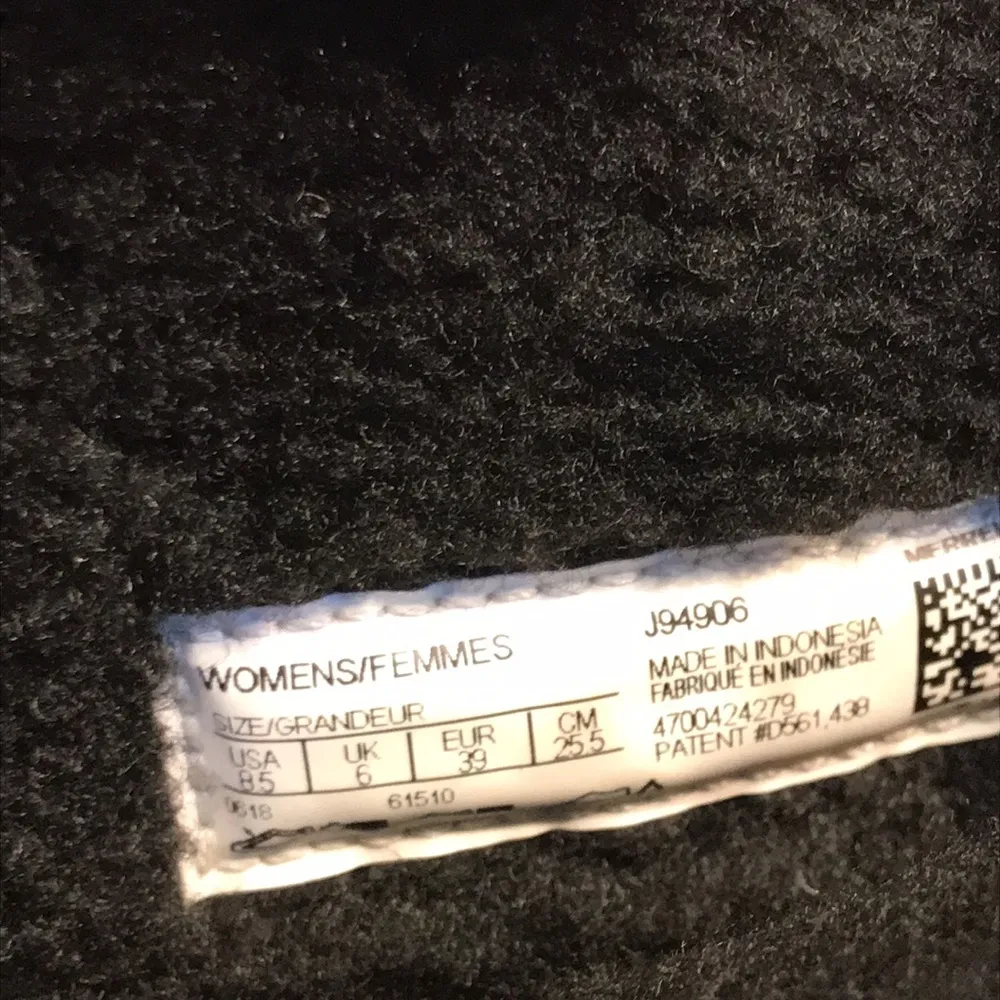 WOMENS/FEMMES
SIZE/GRANDEUR
USA UK EUR CM
8.5 6 39 25.5
0618 61510
J94906
MADE IN INDONESIA
FABRIQUÉ EN INDONÉSIE
4700424279
PATENT #D561,438